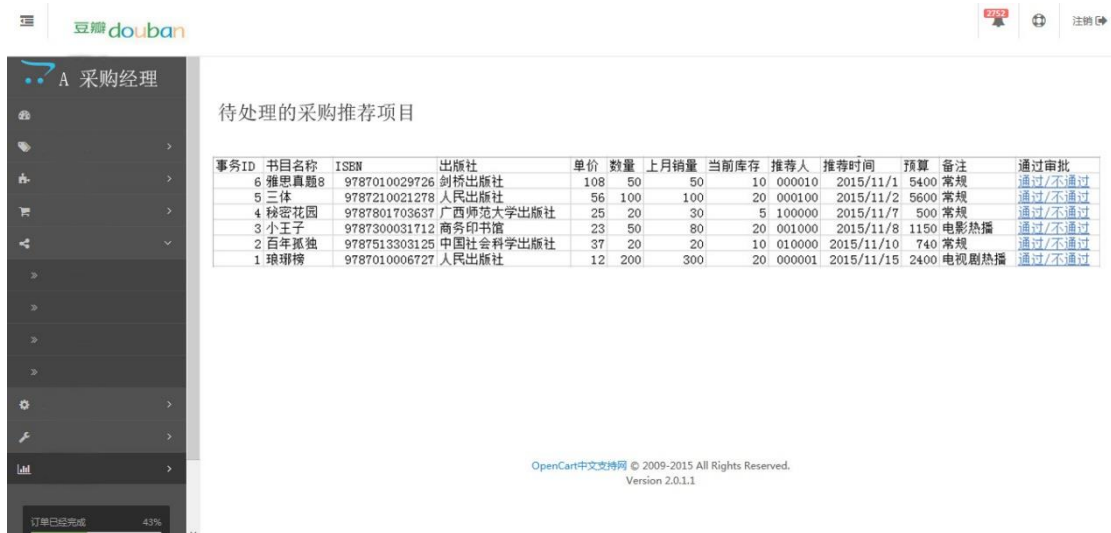 豆瓣douban
2752
注销
A 采购经理
待处理的采购推荐项目
事务ID 书目名称 ISBN 出版社 单价 数量 上月销量 当前库存 推荐人 推荐时间 预算 备注 通过审批
6 雅思真题8 9787010029726 剑桥出版社 108 50 50 10 000010 2015/11/1 5400 常规 通过/不通过
5 三体 9787210021278 人民出版社 56 100 100 20 000100 2015/11/2 5600 常规 通过/不通过
4 秘密花园 9787801703637 广西师范大学出版社 25 20 30 5 100000 2015/11/7 500 常规 通过/不通过
3 小王子 9787300031712 商务印书馆 23 50 80 20 001000 2015/11/8 1150 电影热播 通过/不通过
2 百年孤独 9787513303125 中国社会科学出版社 37 20 20 10 010000 2015/11/10 740 常规 通过/不通过
1 琅琊榜 9787010006727 人民出版社 12 200 300 20 000001 2015/11/15 2400 电视剧热播 通过/不通过
OpenCart中文支持网 © 2009-2015 All Rights Reserved.
Version 2.0.1.1
订单已经完成 43%